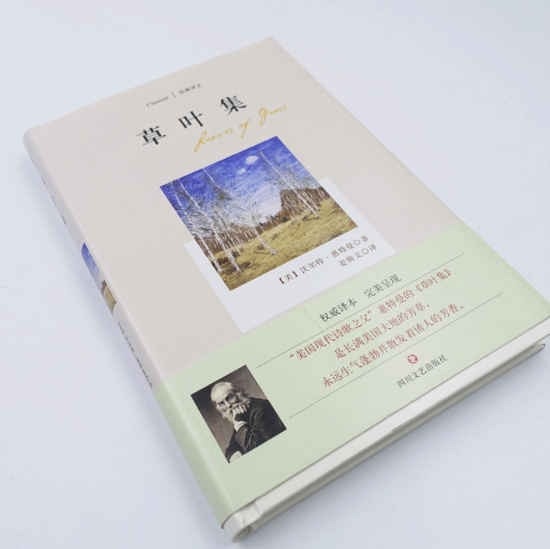 Classical | 经典译文
草叶集
Leaves of Grass
【美】沃尔特·惠特曼◎著
宏焕文◎译
权威译本 完美呈现
“美国现代诗歌之父”惠特曼的《草叶集》
是长满美国大地的芳草，
永远生气蓬勃并散发着诱人的芳香。
四川文艺出版社